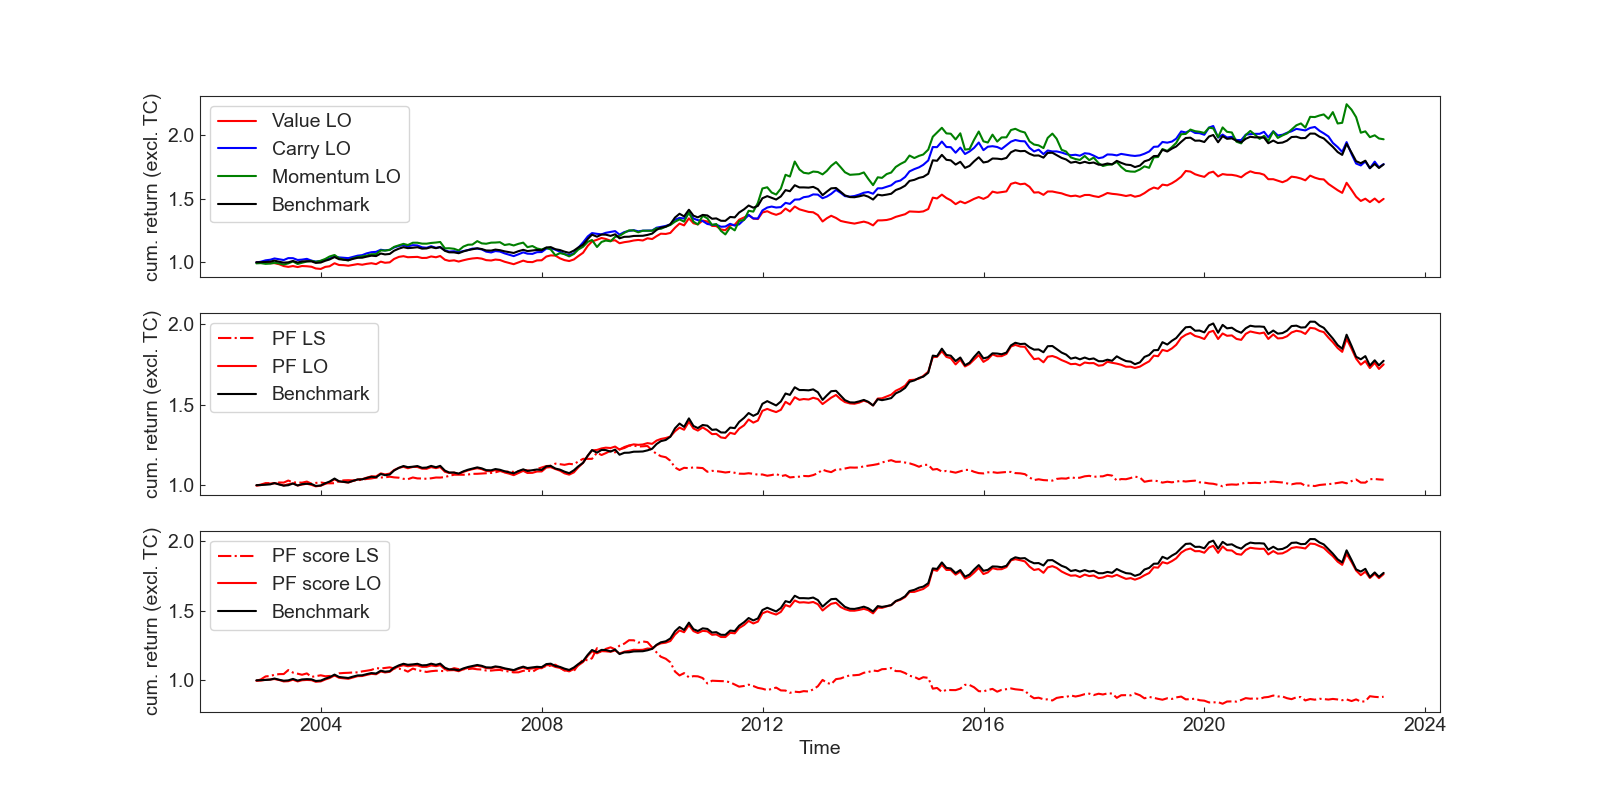 cum. return (excl. TC)
2.0
1.5
1.0
Value LO
Carry LO
Momentum LO
Benchmark
cum. return (excl. TC)
2.0
1.5
1.0
PF LS
PF LO
Benchmark
cum. return (excl. TC)
2.0
1.5
1.0
PF score LS
PF score LO
Benchmark
2004 2008 2012 2016 2020 2024
Time